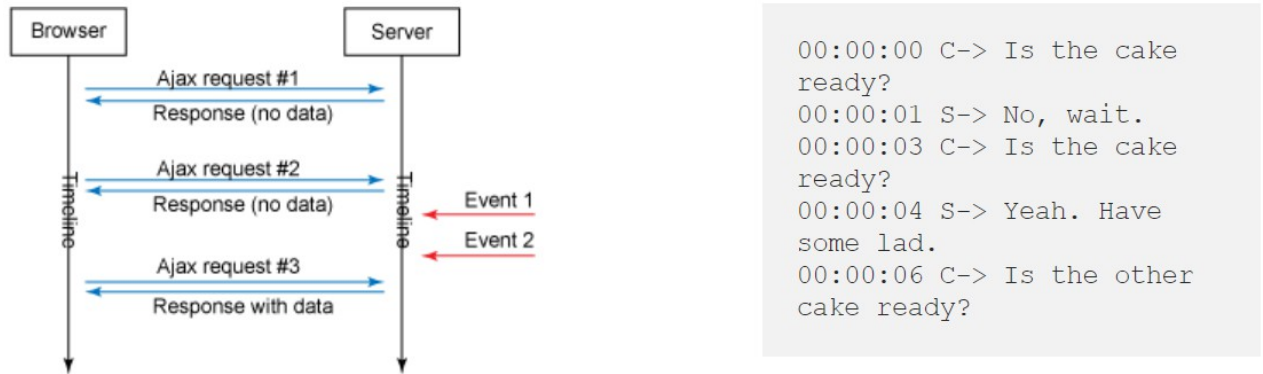 Browser
Server
Ajax request #1
Response (no data)
Ajax request #2
Response (no data)
Timeline
Timeline
Event 1
Event 2
Ajax request #3
Response with data
00:00:00 C-> Is the cake
ready?
00:00:01 S-> No, wait.
00:00:03 C-> Is the cake
ready?
00:00:04 S-> Yeah. Have
some lad.
00:00:06 C-> Is the other
cake ready?